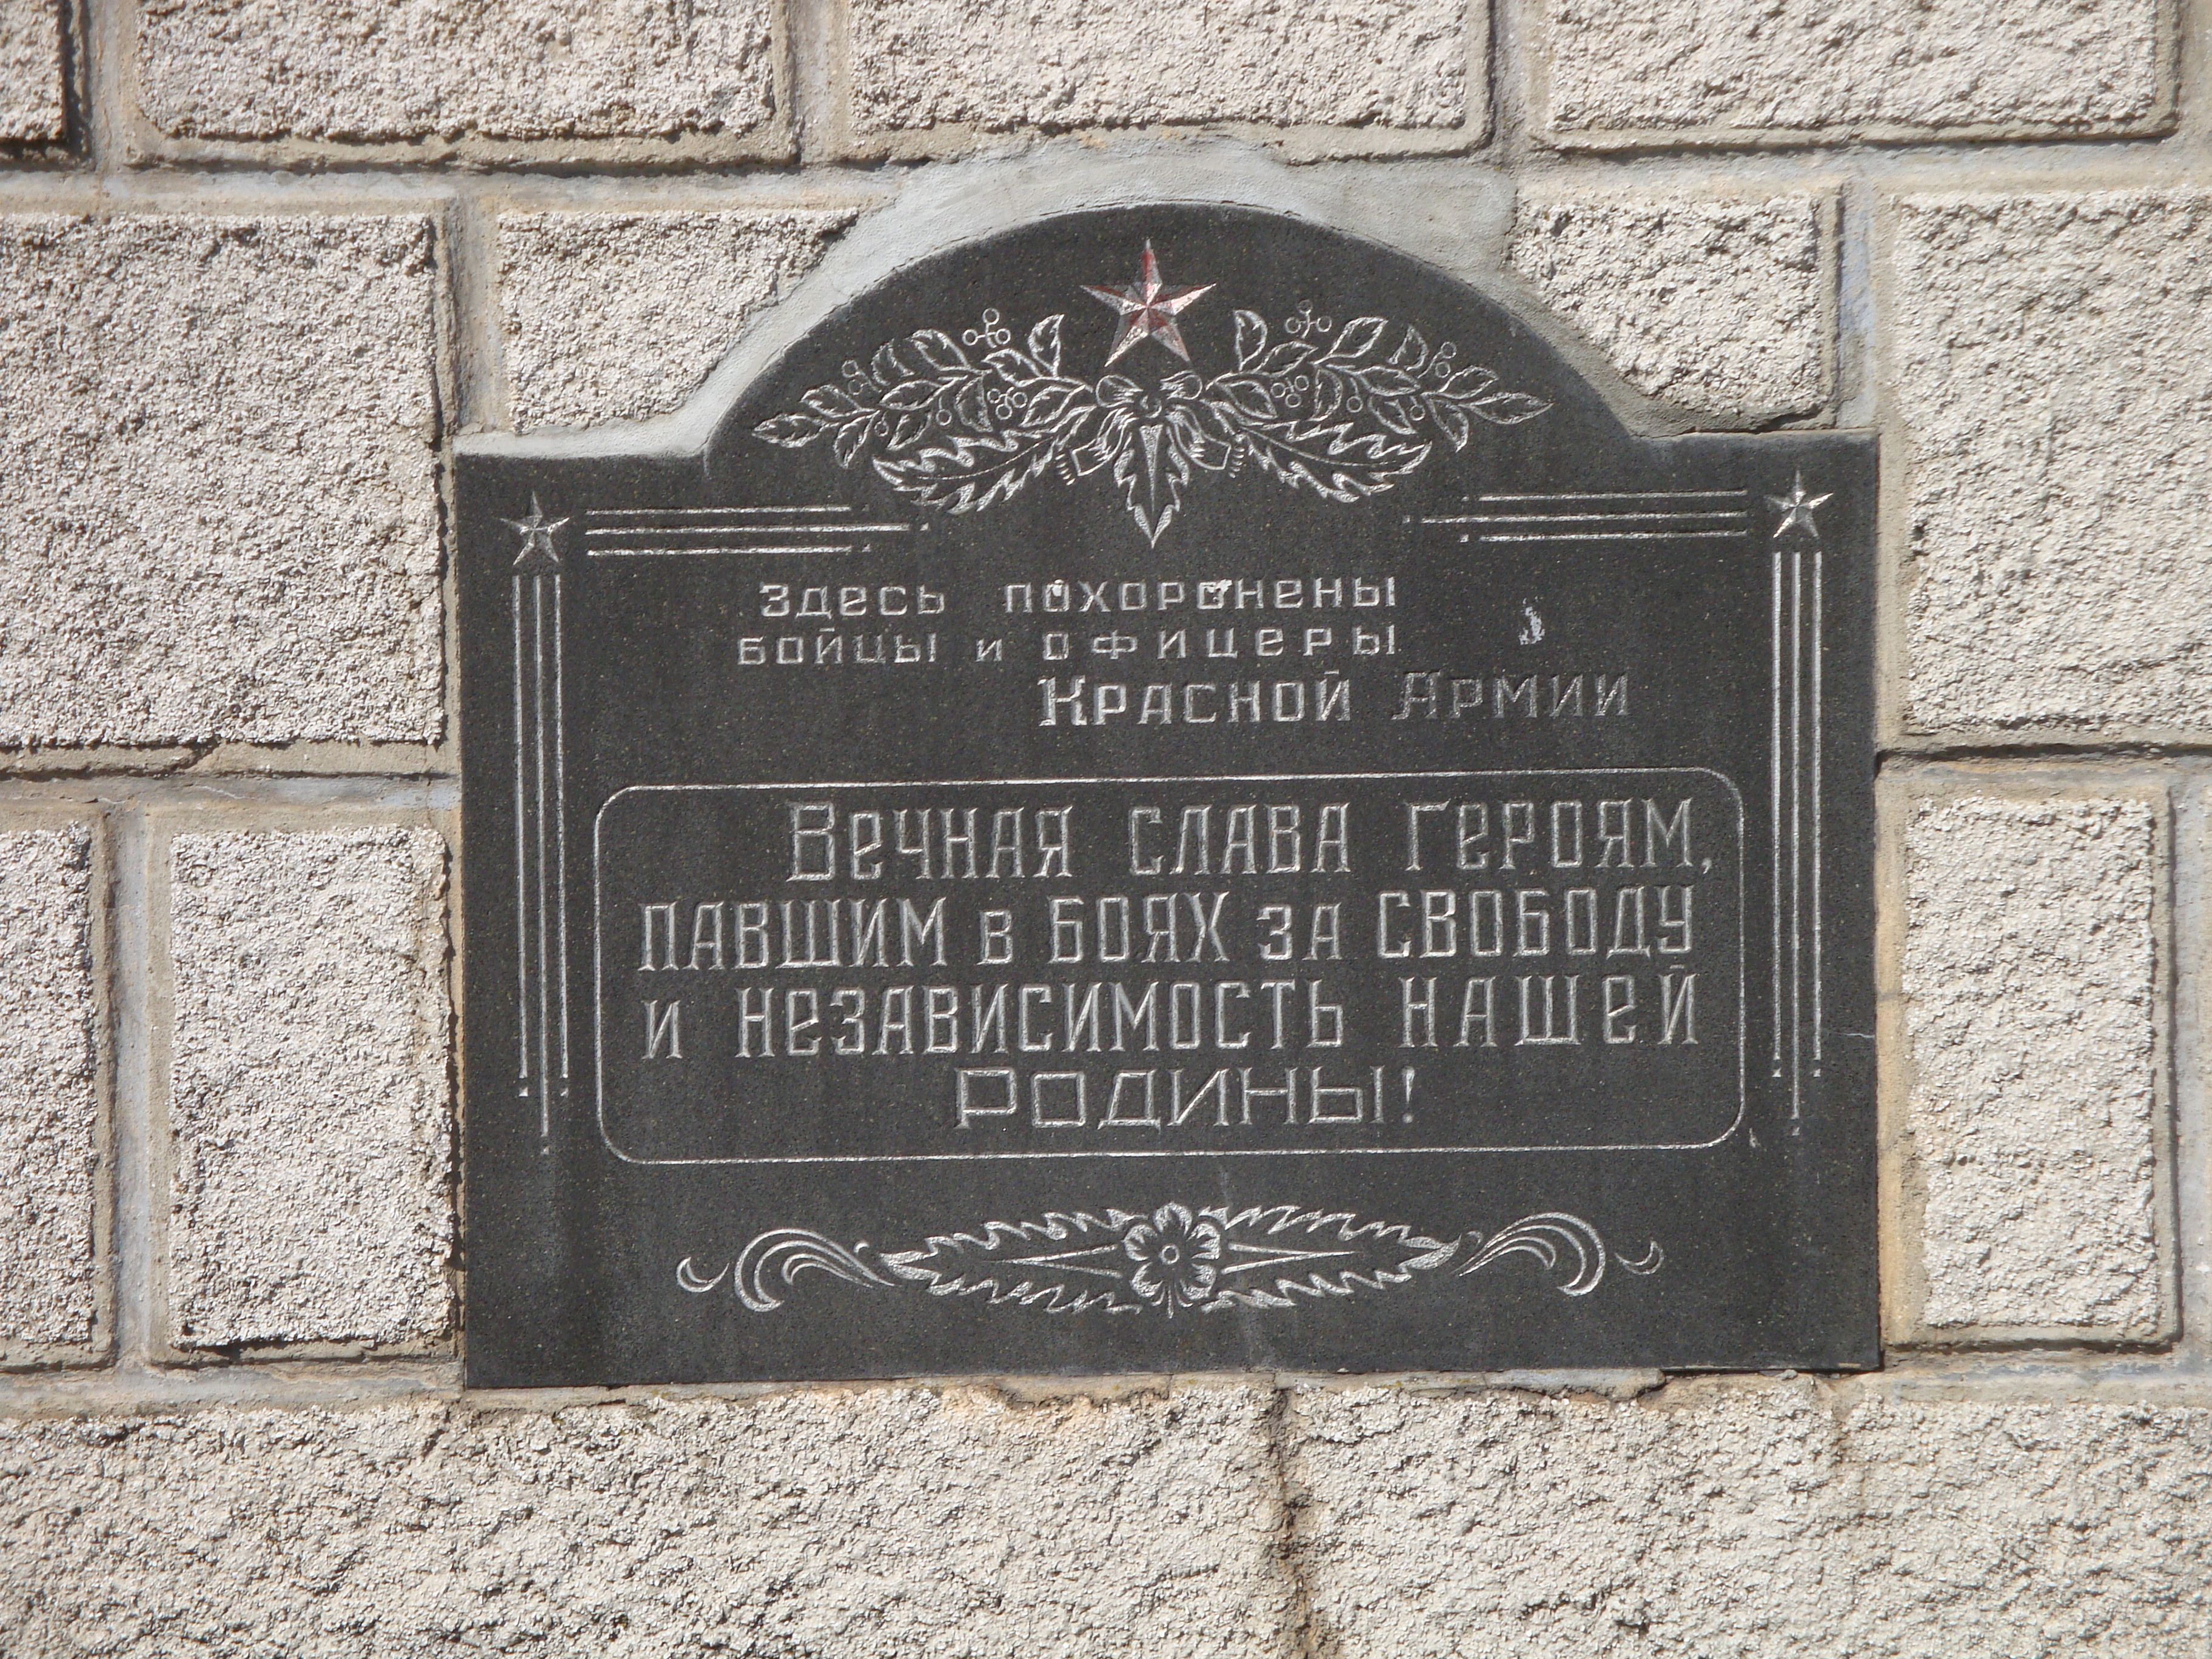 Здесь похоронены
бойцы и офицеры
Красной Армии
Вечная слава героям,
павшим в боях за свободу
и независимость нашей
Родины!